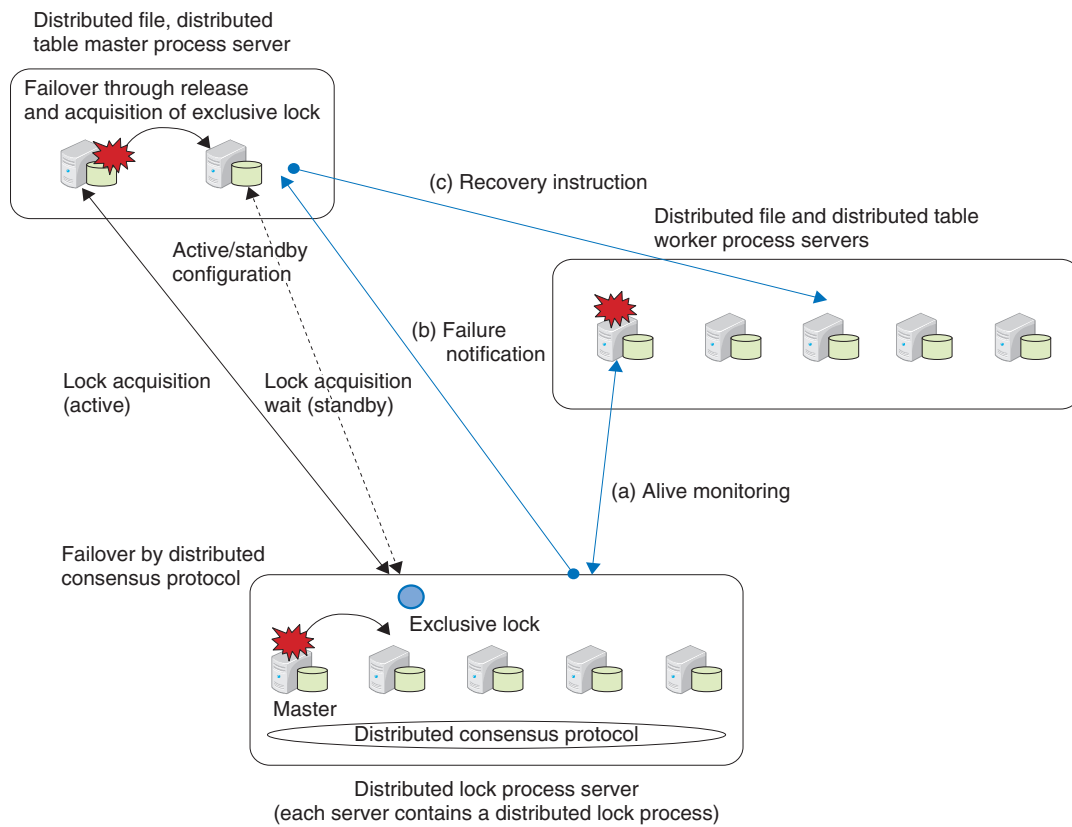 Distributed file, distributed
table master process server
Failover through release
and acquisition of exclusive lock
(c) Recovery instruction
Distributed file and distributed table
worker process servers
Active/standby
configuration
(b) Failure
notification
Lock acquisition
(active)
Lock acquisition
wait (standby)
(a) Alive monitoring
Failover by distributed
consensus protocol
Exclusive lock
Master
Distributed consensus protocol
Distributed lock process server
(each server contains a distributed lock process)